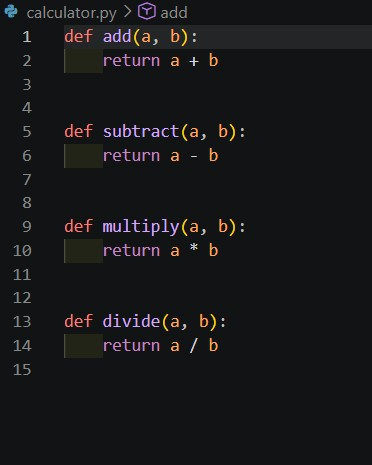 calculator.py > add
1 def add(a, b):
2     return a + b
3
4
5 def subtract(a, b):
6     return a - b
7
8
9 def multiply(a, b):
10     return a * b
11
12
13 def divide(a, b):
14     return a / b
15